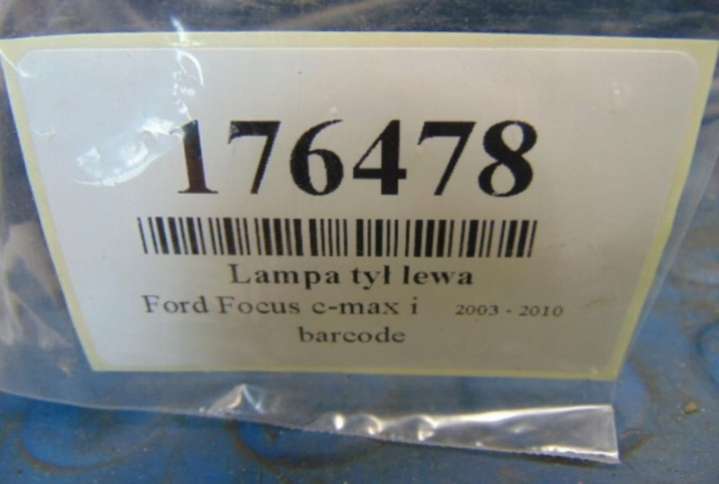 176478
Lampa tył lewa
Ford Focus c-max i 2003 - 2010
barcode